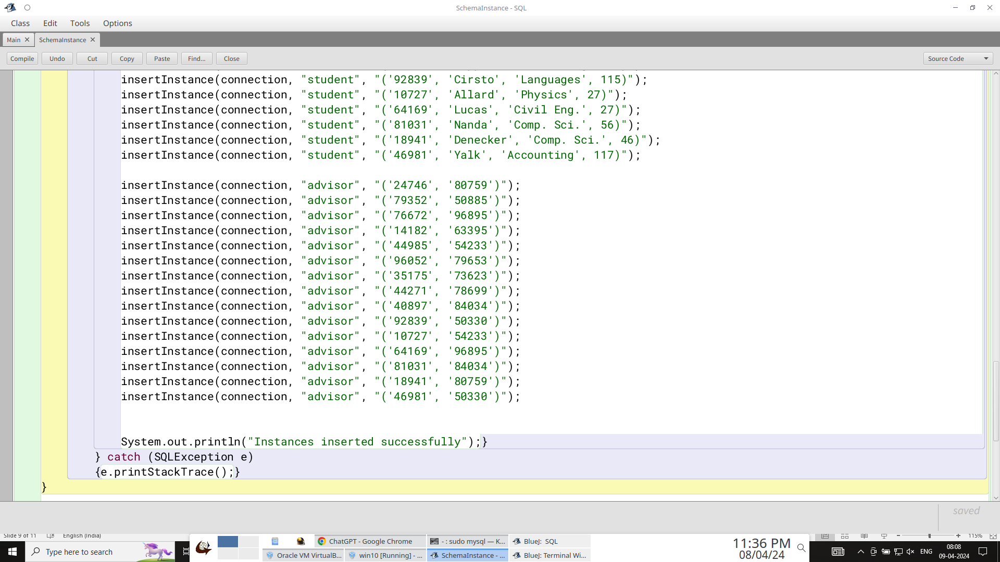 SchemaInstance - SQL
Class Edit Tools Options
Main SchemaInstance
Compile Undo Cut Copy Paste Find... Close Source Code
insertInstance(connection, "student", "('92839', 'Cirsto', 'Languages', 115)");
insertInstance(connection, "student", "('10727', 'Allard', 'Physics', 27)");
insertInstance(connection, "student", "('64169', 'Lucas', 'Civil Eng.', 27)");
insertInstance(connection, "student", "('81031', 'Nanda', 'Comp. Sci.', 56)");
insertInstance(connection, "student", "('18941', 'Denecker', 'Comp. Sci.', 46)");
insertInstance(connection, "student", "('46981', 'Yalk', 'Accounting', 117)");
insertInstance(connection, "advisor", "('24746', '80759')");
insertInstance(connection, "advisor", "('79352', '50885')");
insertInstance(connection, "advisor", "('76672', '96895')");
insertInstance(connection, "advisor", "('14182', '63395')");
insertInstance(connection, "advisor", "('44985', '54233')");
insertInstance(connection, "advisor", "('96052', '79653')");
insertInstance(connection, "advisor", "('35175', '73623')");
insertInstance(connection, "advisor", "('44271', '78699')");
insertInstance(connection, "advisor", "('40897', '84034')");
insertInstance(connection, "advisor", "('92839', '50330')");
insertInstance(connection, "advisor", "('10727', '54233')");
insertInstance(connection, "advisor", "('64169', '96895')");
insertInstance(connection, "advisor", "('81031', '84034')");
insertInstance(connection, "advisor", "('18941', '80759')");
insertInstance(connection, "advisor", "('46981', '50330')");
System.out.println("Instances inserted successfully");}
} catch (SQLException e)
{e.printStackTrace();}
}
saved
Slide 9 of 11 English (India) 115%
ChatGPT - Google Chrome - : sudo mysql — K... BlueJ: SQL
Type here to search
Oracle VM VirtualB... win10 [Running] - ... SchemaInstance - ... BlueJ: Terminal Wi...
11:36 PM
08/04/24
ENG
08:08
09-04-2024